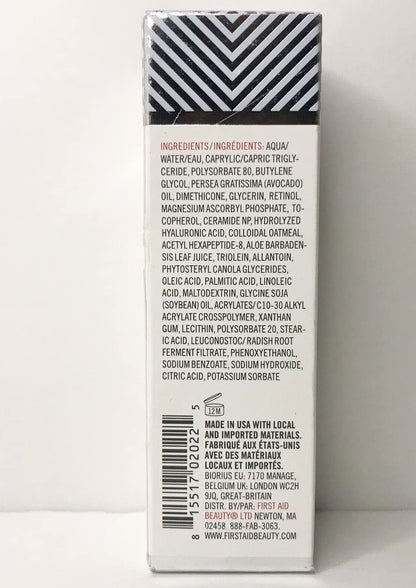 INGREDIENTS/INGRÉDIENTS: AQUA/
WATER/EAU, CAPRYLIC/CAPRIC TRIGLY-
CERIDE, POLYSORBATE 80, BUTYLENE
GLYCOL, PERSEA GRATISSIMA (AVOCADO)
OIL, DIMETHICONE, GLYCERIN, RETINOL,
MAGNESIUM ASCORBYL PHOSPHATE, TO-
COPHEROL, CERAMIDE NP, HYDROLYZED
HYALURONIC ACID, COLLOIDAL OATMEAL,
ACETYL HEXAPEPTIDE-8, ALOE BARBADEN-
SIS LEAF JUICE, TRIOLEIN, ALLANTOIN,
PHYTOSTERYL CANOLA GLYCERIDES,
OLEIC ACID, PALMITIC ACID, LINOLEIC
ACID, MALTODEXTRIN, GLYCINE SOJA
(SOYBEAN) OIL, ACRYLATES/ C10-30 ALKYL
ACRYLATE CROSSPOLYMER, XANTHAN
GUM, LECITHIN, POLYSORBATE 20, STEAR-
IC ACID, LEUCONOSTOC/ RADISH ROOT
FERMENT FILTRATE, PHENOXYETHANOL,
SODIUM BENZOATE, SODIUM HYDROXIDE,
CITRIC ACID, POTASSIUM SORBATE
12M
8 15517 02022 5
MADE IN USA WITH LOCAL
AND IMPORTED MATERIALS.
FABRIQUÉ AUX ÉTATS-UNIS
AVEC DES MATÉRIAUX
LOCAUX ET IMPORTÉS.
BIORIUS EU: 7170 MANAGE,
BELGIUM UK: LONDON WC2H
9JQ, GREAT-BRITAIN
DISTR. BY/PAR: FIRST AID
BEAUTY® LTD NEWTON, MA
02458 888-FAB-3063.
WWW.FIRSTAIDBEAUTY.COM